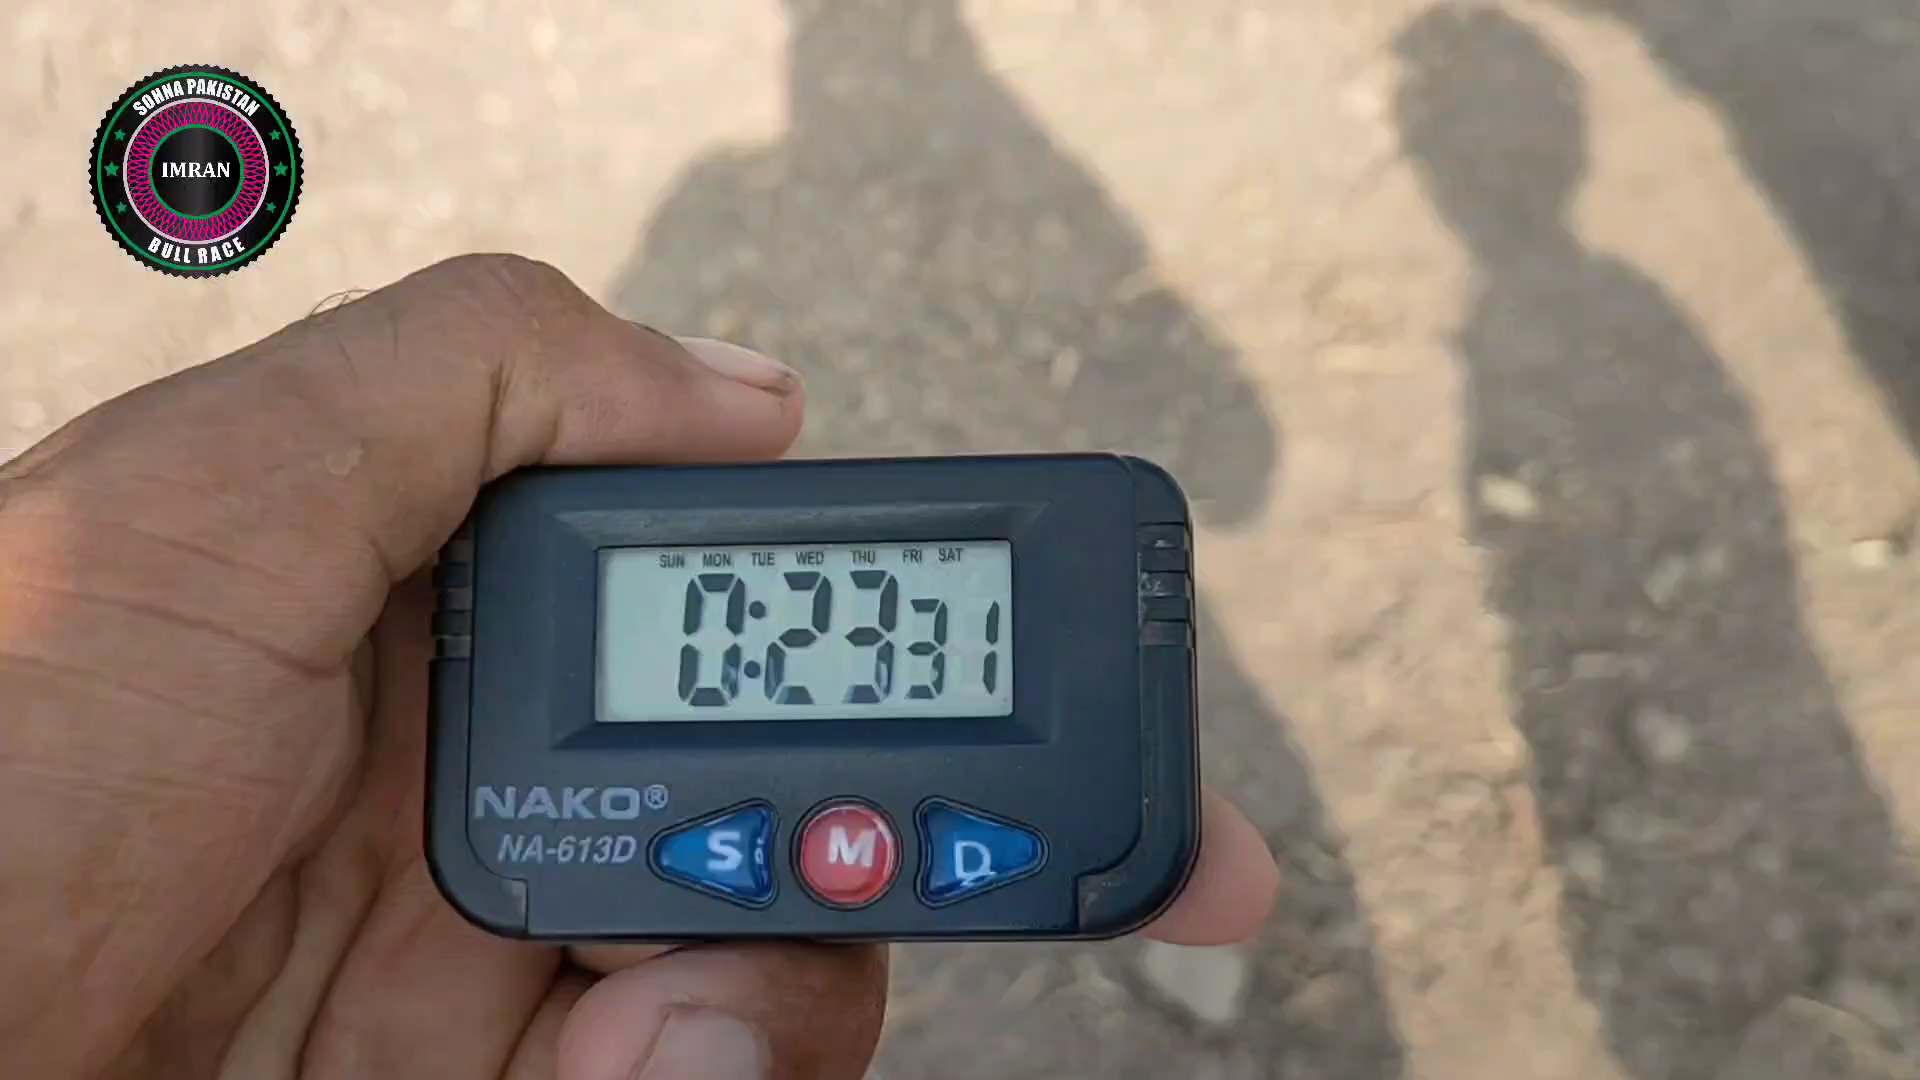 SOHNA PAKISTAN
IMRAN
BULL RACE
SUN MON TUE WED THU FRI SAT
0:23 31
NAKO®
NA-613D
S M D